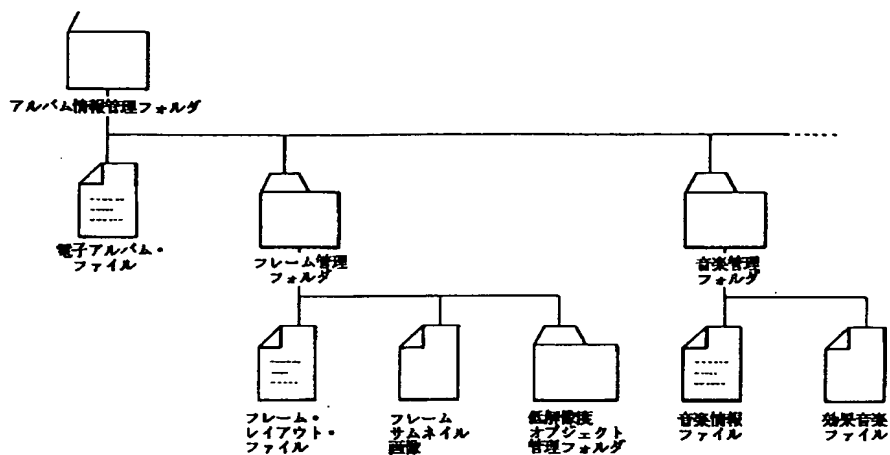 アルバム情報管理フォルダ
電子アルバム・
ファイル
フレーム管理
フォルダ
音楽管理
フォルダ
フレーム・
レイアウト・
ファイル
フレーム
サムネイル
画像
低解像度
オブジェクト
管理フォルダ
音楽情報
ファイル
効果音楽
ファイル